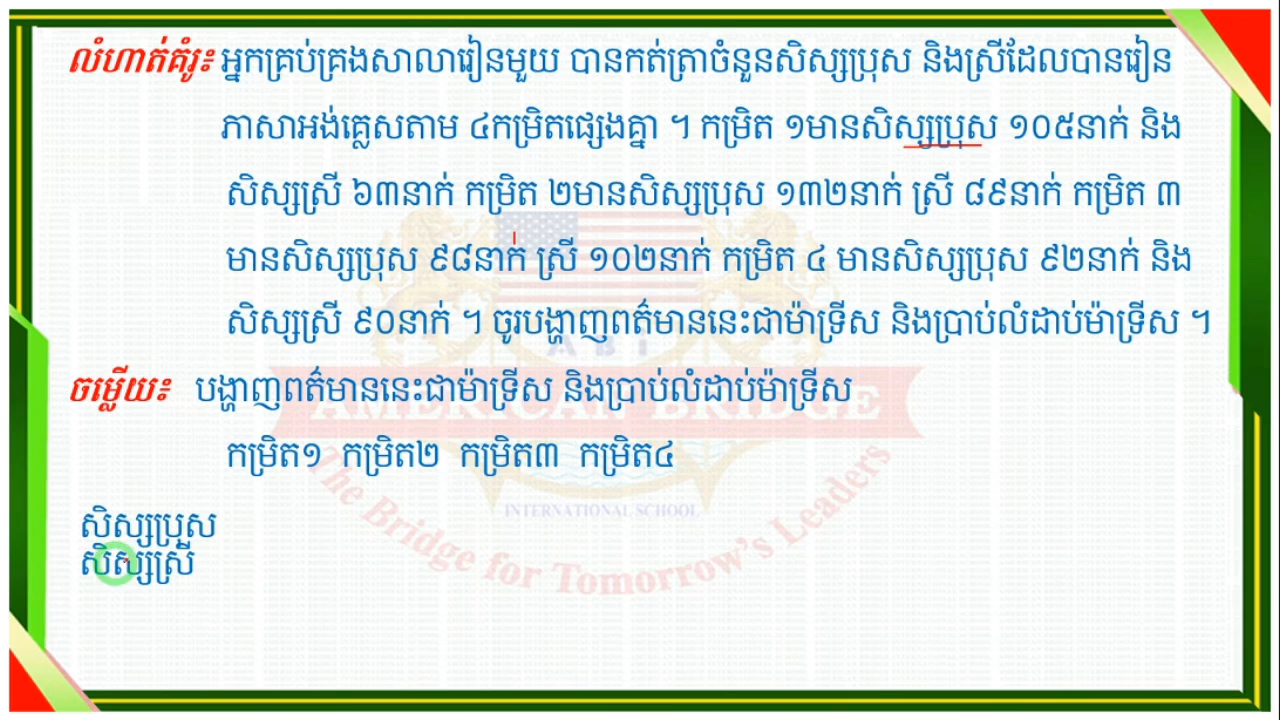 លំហាត់គំរូ៖ អ្នកគ្រប់គ្រងសាលារៀនមួយ បានកត់ត្រាចំនួនសិស្សប្រុស និងស្រីដែលបានរៀន
ភាសាអង់គ្លេសតាម ៤កម្រិតផ្សេងគ្នា ។ កម្រិត ១មានសិស្សប្រុស ១០៥នាក់ និង
សិស្សស្រី ៦៣នាក់ កម្រិត ២មានសិស្សប្រុស ១៣២នាក់ ស្រី ៨៩នាក់ កម្រិត ៣
មានសិស្សប្រុស ៩៨នាក់ ស្រី ១០២នាក់ កម្រិត ៤ មានសិស្សប្រុស ៩២នាក់ និង
សិស្សស្រី ៩០នាក់ ។ ចូរបង្ហាញពត៌មាននេះជាម៉ាទ្រីស និងប្រាប់លំដាប់ម៉ាទ្រីស ។
A B I
ចម្លើយ៖ បង្ហាញពត៌មាននេះជាម៉ាទ្រីស និងប្រាប់លំដាប់ម៉ាទ្រីស
AMERICAN BRIDGE
កម្រិត១ កម្រិត២ កម្រិត៣ កម្រិត៤
INTERNATIONAL SCHOOL
The Bridge for Tomorrow's Leaders
សិស្សប្រុស
សិស្សស្រី